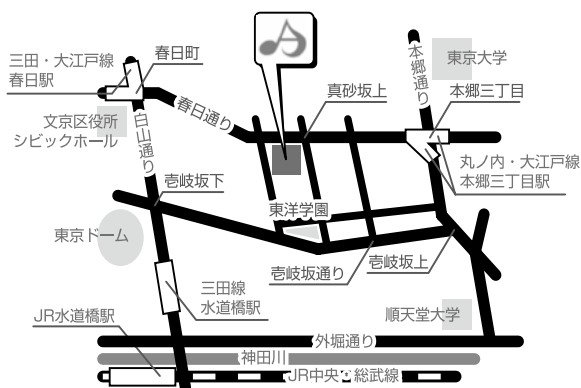 三田・大江戸線
春日駅
春日町
本郷通り
東京大学
春日通り
真砂坂上
本郷三丁目
文京区役所
シビックホール
白山通り
丸ノ内・大江戸線
本郷三丁目駅
壱岐坂下
東洋学園
東京ドーム
壱岐坂通り
壱岐坂上
三田線
水道橋駅
JR水道橋駅
順天堂大学
外堀通り
神田川
JR中央・総武線